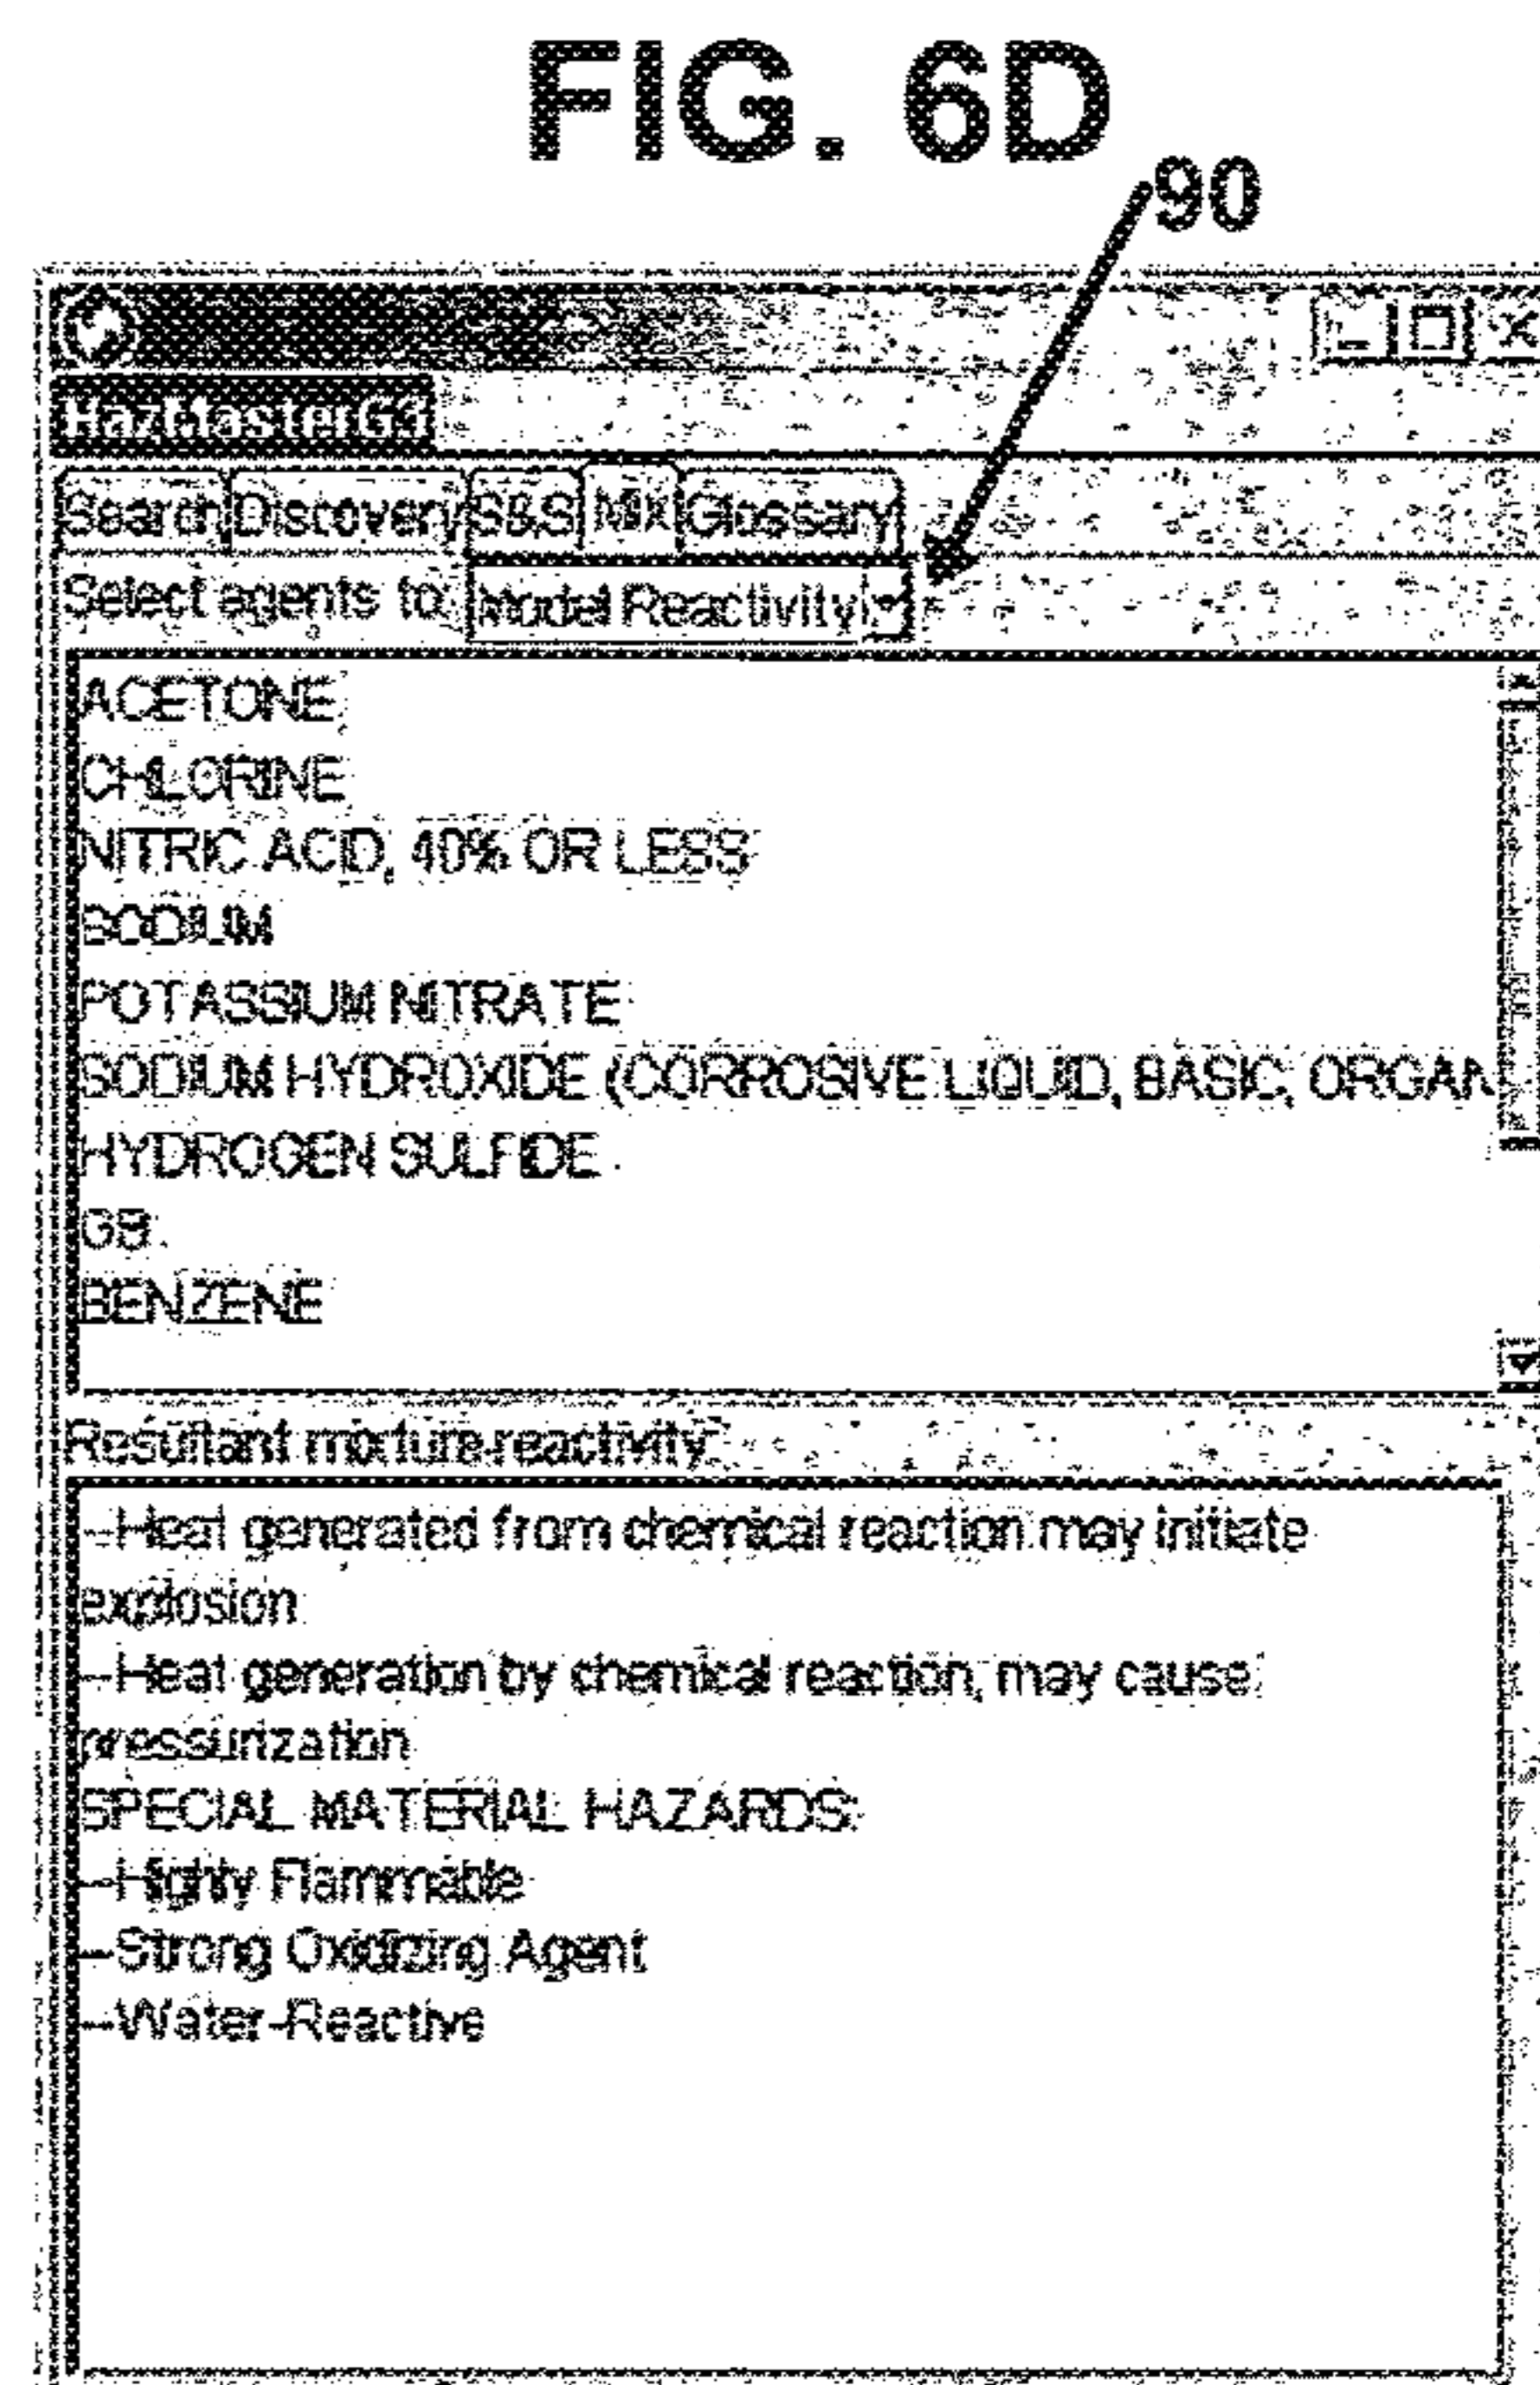 FIG. 6D
90
HazMasterG3
Search Discovery S&S Mix Glossary
Select agents to: Model Reactivity
ACETONE
CHLORINE
NITRIC ACID, 40% OR LESS
SODIUM
POTASSIUM NITRATE
SODIUM HYDROXIDE (CORROSIVE LIQUID, BASIC, ORGAN
HYDROGEN SULFIDE
GB
BENZENE
Resultant mixture reactivity
--Heat generated from chemical reaction may initiate
explosion
--Heat generation by chemical reaction, may cause
pressurization
SPECIAL MATERIAL HAZARDS:
--Highly Flammable
--Strong Oxidizing Agent
--Water-Reactive